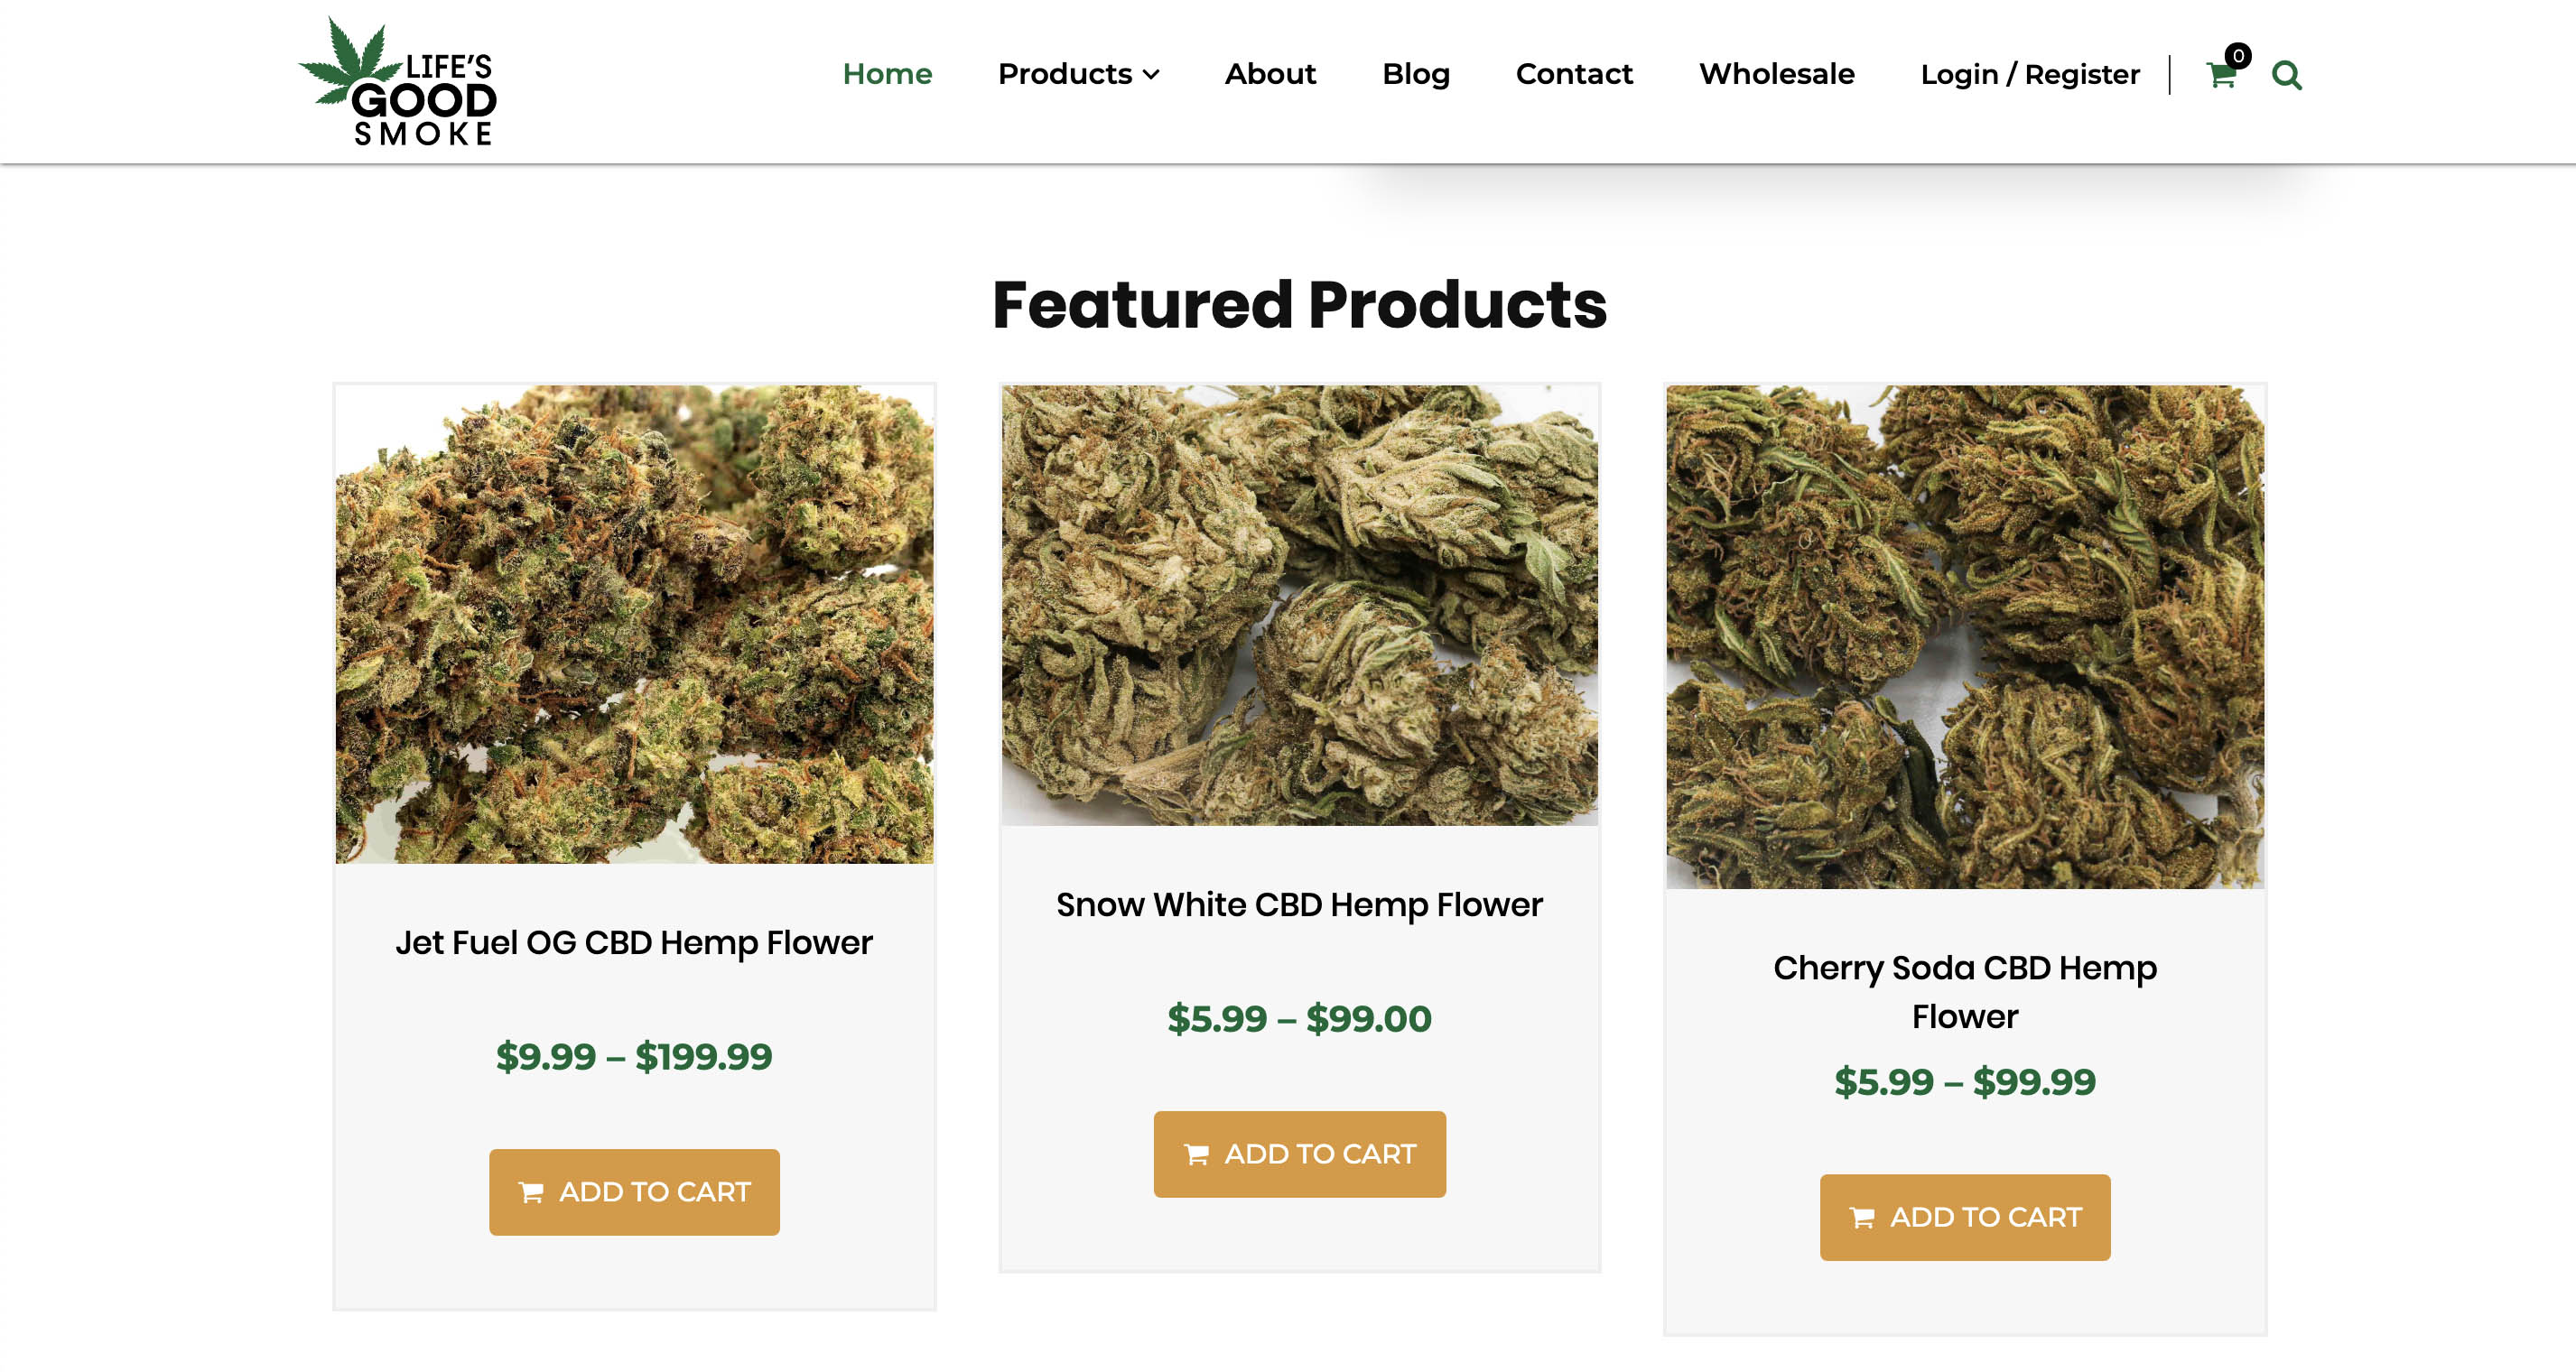 LIFE'S
GOOD
SMOKE
Home Products About Blog Contact Wholesale Login / Register 0
Featured Products
Jet Fuel OG CBD Hemp Flower
$9.99 – $199.99
ADD TO CART
Snow White CBD Hemp Flower
$5.99 – $99.00
ADD TO CART
Cherry Soda CBD Hemp
Flower
$5.99 – $99.99
ADD TO CART